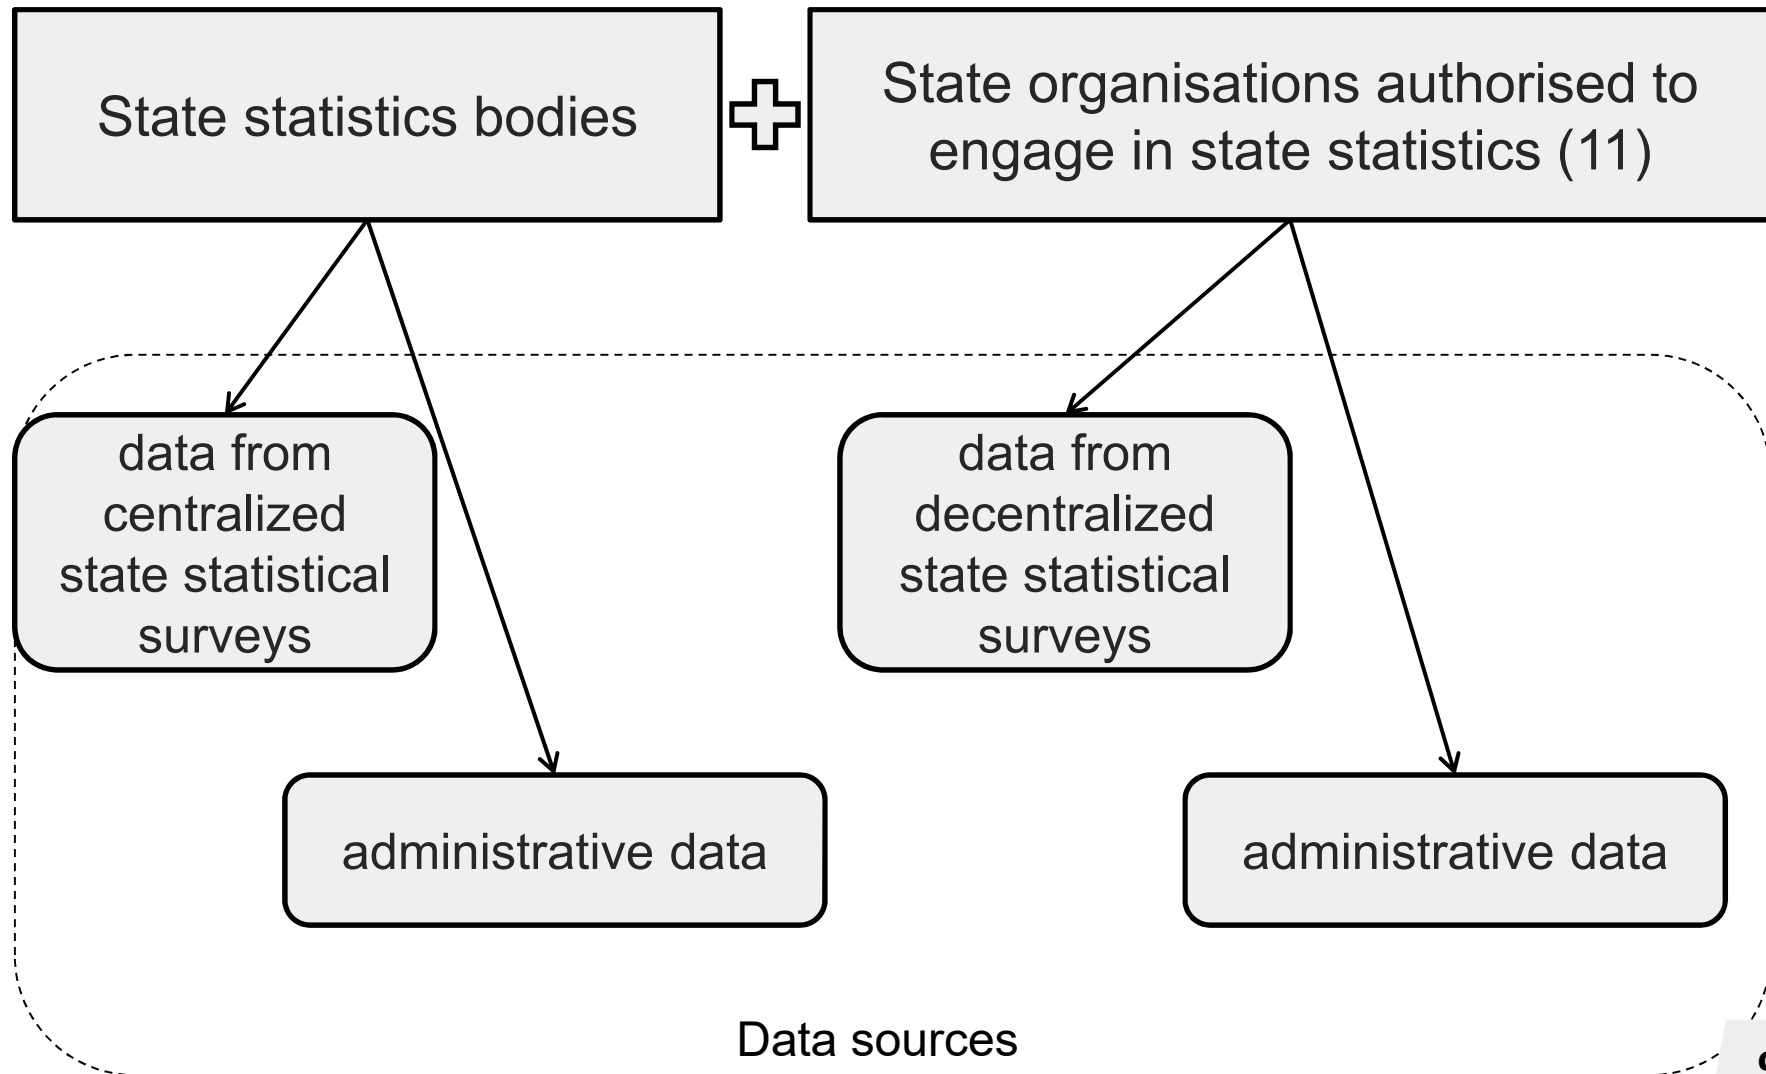 State statistics bodies
State organisations authorised to
engage in state statistics (11)
data from
centralized
state statistical
surveys
data from
decentralized
state statistical
surveys
administrative data
administrative data
Data sources